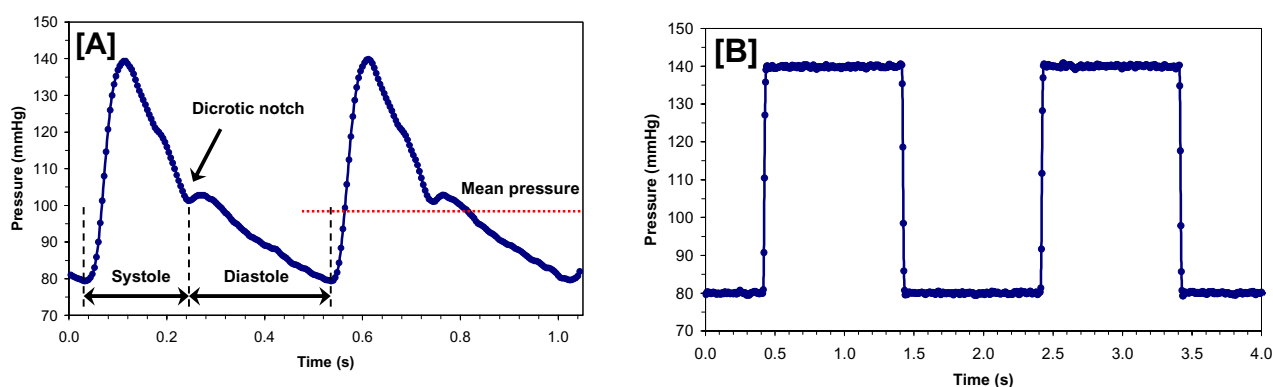 [A]
Pressure (mmHg)
150
140
130
120
110
100
90
80
70
Dicrotic notch
Mean pressure
Systole
Diastole
0.0 0.2 0.4 0.6 0.8 1.0
Time (s)
[B]
Pressure (mmHg)
150
140
130
120
110
100
90
80
70
0.0 0.5 1.0 1.5 2.0 2.5 3.0 3.5 4.0
Time (s)